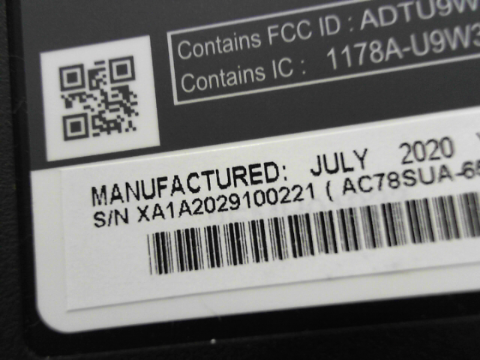 Contains FCC ID : ADTU9W
Contains IC : 1178A-U9W3
MANUFACTURED: JULY 2020
S/N XA1A2029100221 ( AC78SUA-6